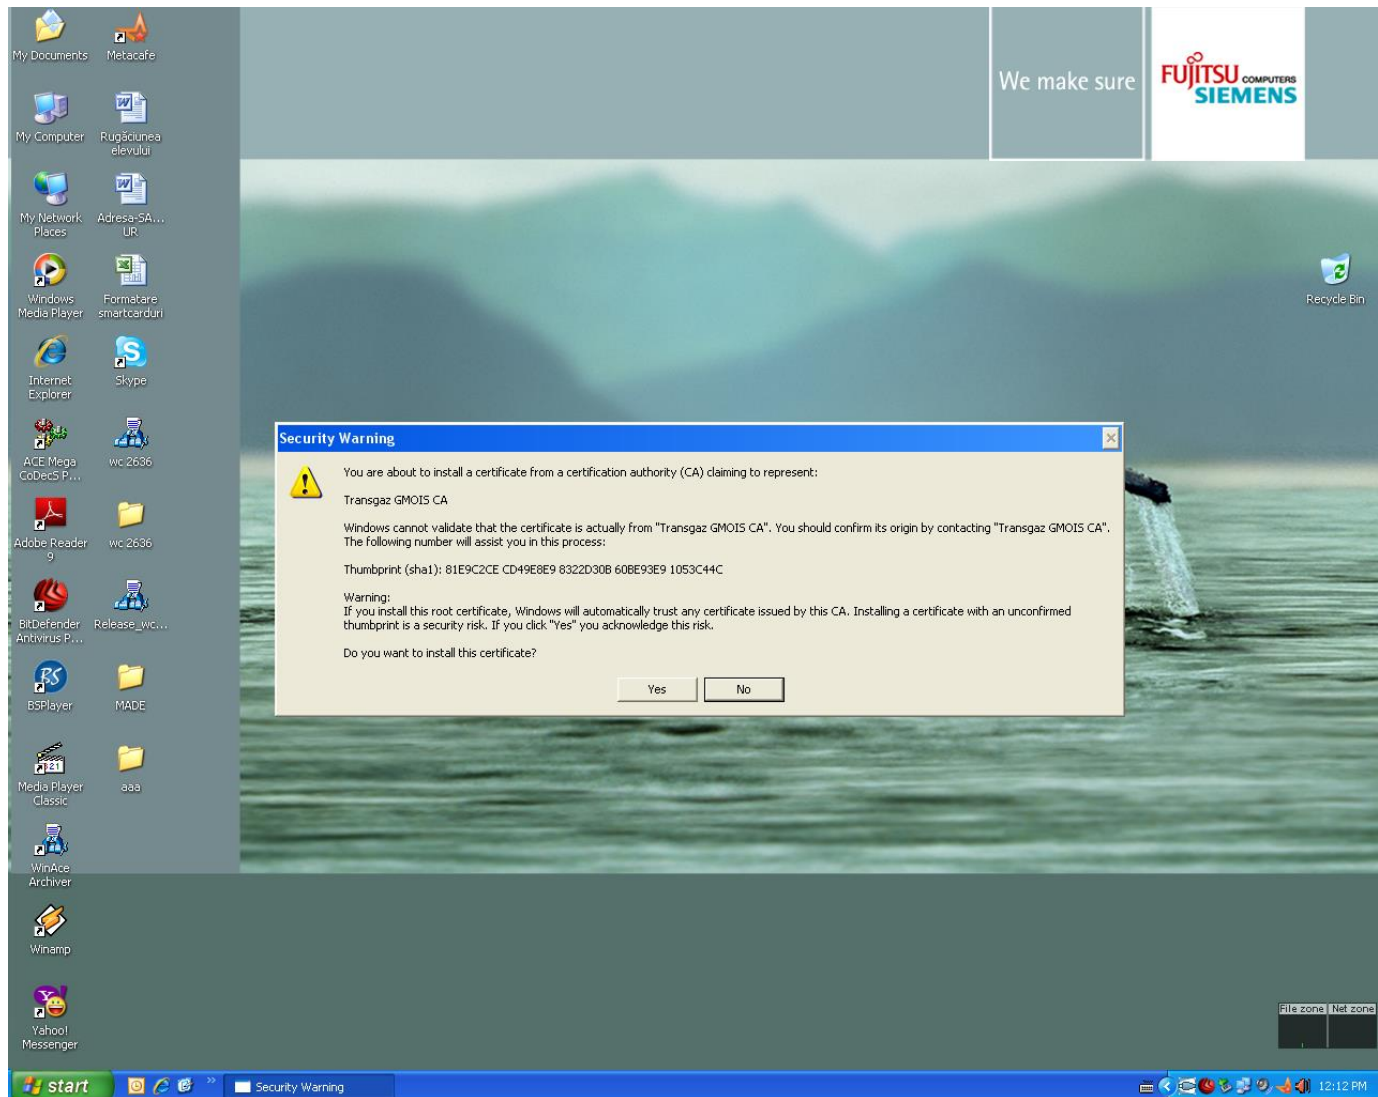 My Documents
Metacafe
My Computer
Rugăciunea
elevului
My Network
Places
Adresa-SA...
UR
Windows
Media Player
Formatare
smartcarduri
Internet
Explorer
Skype
ACE Mega
CoDecS P...
wc 2636
Adobe Reader
9
wc 2636
BitDefender
Antivirus P...
Release_wc...
BSPlayer
MADE
Media Player
Classic
aaa
WinAce
Archiver
Winamp
Yahoo!
Messenger
We make sure
FUJITSU COMPUTERS
SIEMENS
Recycle Bin
Security Warning
You are about to install a certificate from a certification authority (CA) claiming to represent:
Transgaz GMOIS CA
Windows cannot validate that the certificate is actually from "Transgaz GMOIS CA". You should confirm its origin by contacting "Transgaz GMOIS CA".
The following number will assist you in this process:
Thumbprint (sha1): 81E9C2CE CD49E8E9 8322D30B 60BE93E9 1053C44C
Warning:
If you install this root certificate, Windows will automatically trust any certificate issued by this CA. Installing a certificate with an unconfirmed
thumbprint is a security risk. If you click "Yes" you acknowledge this risk.
Do you want to install this certificate?
Yes
No
File zone Net zone
start
Security Warning
12:12 PM